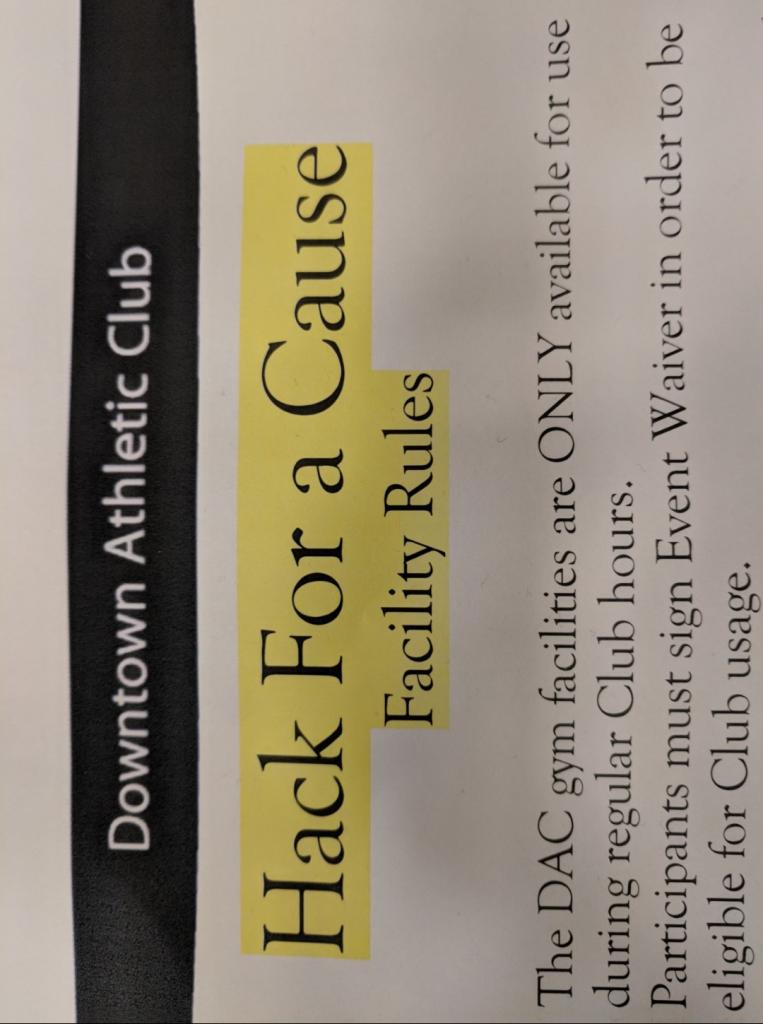 Downtown Athletic Club
Hack For a Cause
Facility Rules
The DAC gym facilities are ONLY available for use
during regular Club hours.
Participants must sign Event Waiver in order to be
eligible for Club usage.